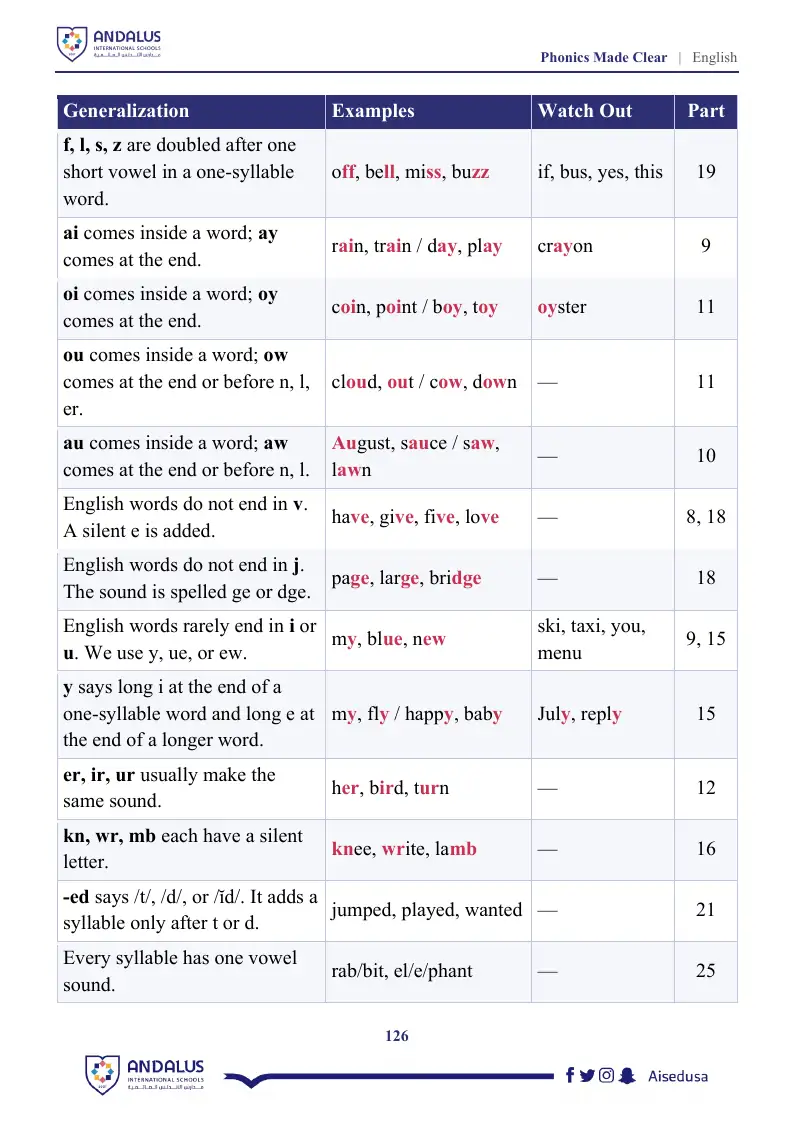 ANDALUS
INTERNATIONAL SCHOOLS
مدارس الأندلس العالمية
Phonics Made Clear | English
Generalization Examples Watch Out Part
f, l, s, z are doubled after one
short vowel in a one-syllable
word.
off, bell, miss, buzz
if, bus, yes, this
19
ai comes inside a word; ay
comes at the end.
rain, train / day, play
crayon
9
oi comes inside a word; oy
comes at the end.
coin, point / boy, toy
oyster
11
ou comes inside a word; ow
comes at the end or before n, l,
er.
cloud, out / cow, down
—
11
au comes inside a word; aw
comes at the end or before n, l.
August, sauce / saw,
lawn
—
10
English words do not end in v.
A silent e is added.
have, give, five, love
—
8, 18
English words do not end in j.
The sound is spelled ge or dge.
page, large, bridge
—
18
English words rarely end in i or
u. We use y, ue, or ew.
my, blue, new
ski, taxi, you,
menu
9, 15
y says long i at the end of a
one-syllable word and long e at
the end of a longer word.
my, fly / happy, baby
July, reply
15
er, ir, ur usually make the
same sound.
her, bird, turn
—
12
kn, wr, mb each have a silent
letter.
knee, write, lamb
—
16
-ed says /t/, /d/, or /ĭd/. It adds a
syllable only after t or d.
jumped, played, wanted
—
21
Every syllable has one vowel
sound.
rab/bit, el/e/phant
—
25
126
ANDALUS
INTERNATIONAL SCHOOLS
مدارس الأندلس العالمية
Aisedusa